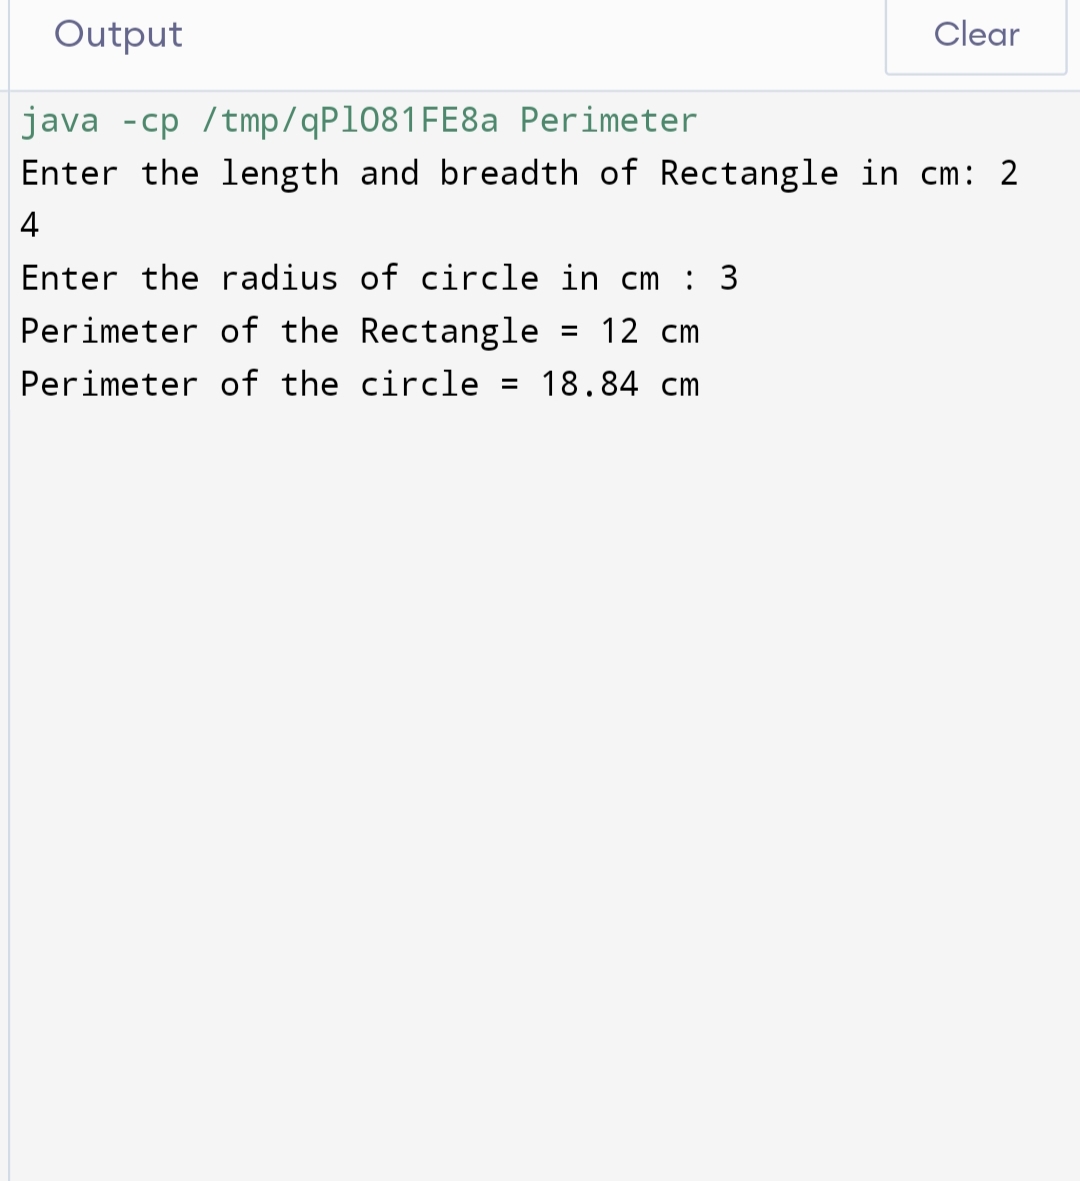 Output
Clear
java -cp /tmp/qPlO81FE8a Perimeter
Enter the length and breadth of Rectangle in cm: 2
4
Enter the radius of circle in cm : 3
Perimeter of the Rectangle = 12 cm
Perimeter of the circle = 18.84 cm